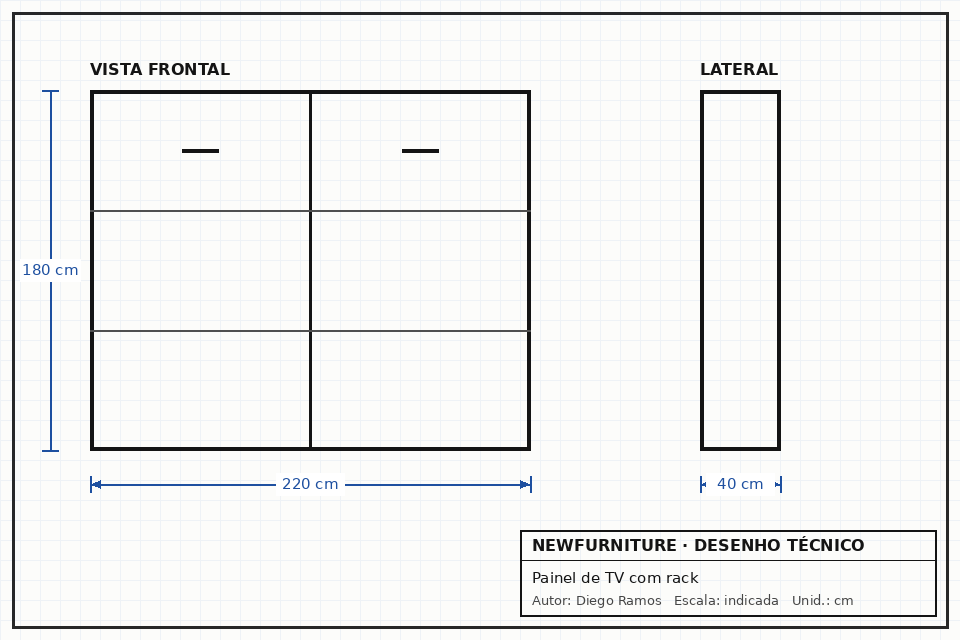 VISTA FRONTAL
LATERAL
180 cm
220 cm
40 cm
NEWFURNITURE · DESENHO TÉCNICO
Painel de TV com rack
Autor: Diego Ramos Escala: indicada Unid.: cm